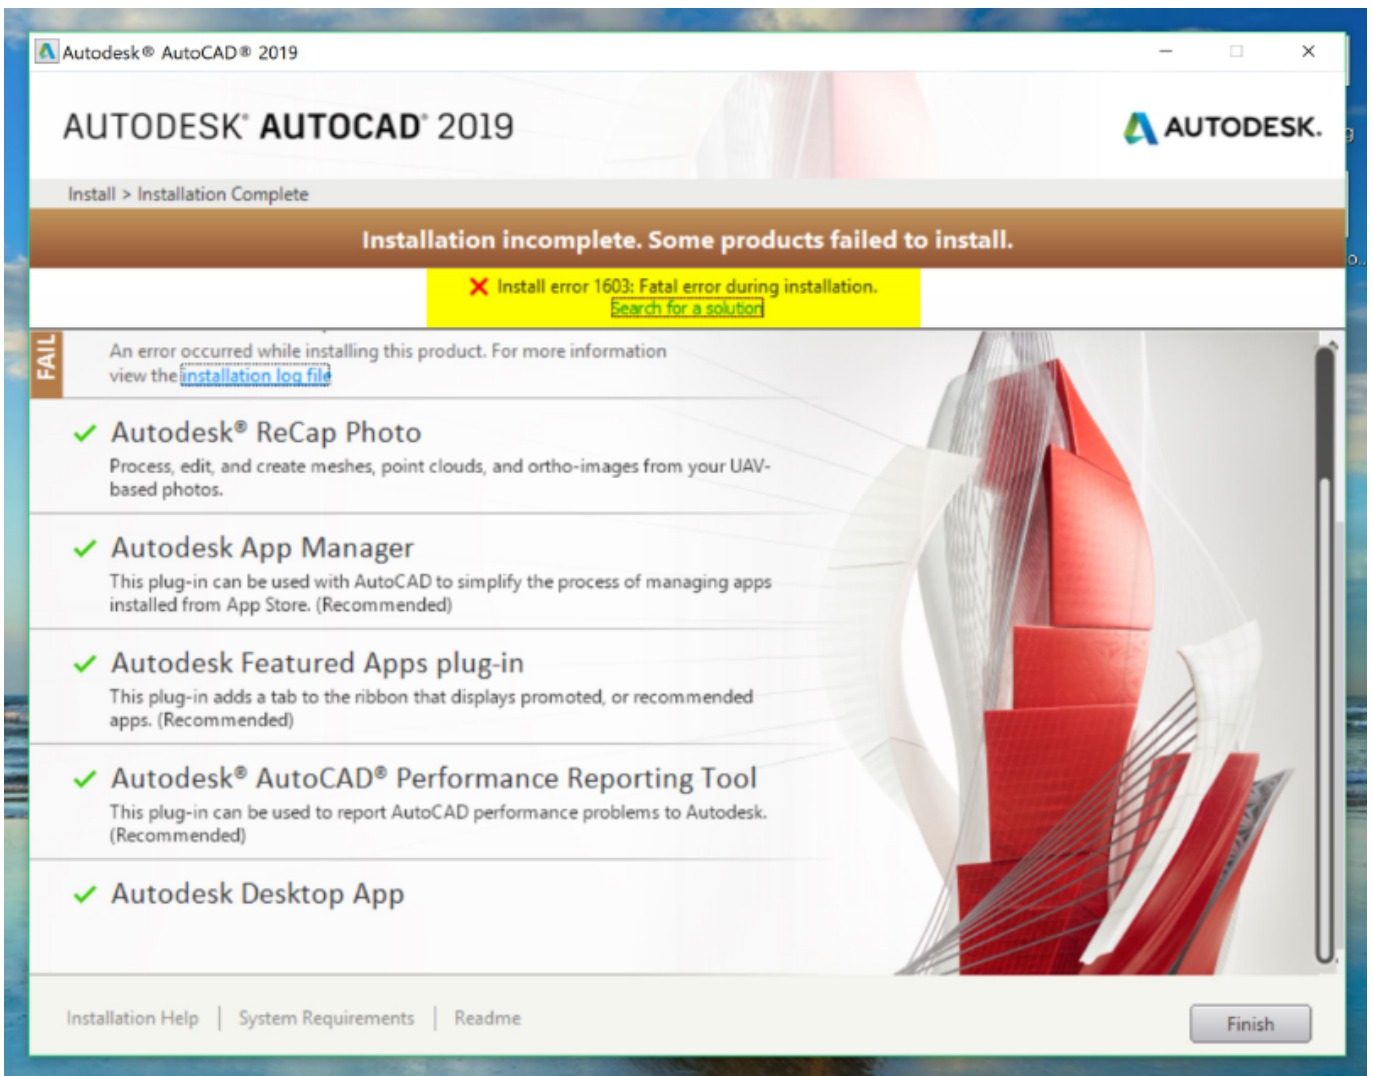 Autodesk® AutoCAD® 2019
AUTODESK® AUTOCAD® 2019
AUTODESK.
Install > Installation Complete
Installation incomplete. Some products failed to install.
Install error 1603: Fatal error during installation.
Search for a solution
FAIL
An error occurred while installing this product. For more information
view the installation log file
Autodesk® ReCap Photo
Process, edit, and create meshes, point clouds, and ortho-images from your UAV-
based photos.
Autodesk App Manager
This plug-in can be used with AutoCAD to simplify the process of managing apps
installed from App Store. (Recommended)
Autodesk Featured Apps plug-in
This plug-in adds a tab to the ribbon that displays promoted, or recommended
apps. (Recommended)
Autodesk® AutoCAD® Performance Reporting Tool
This plug-in can be used to report AutoCAD performance problems to Autodesk.
(Recommended)
Autodesk Desktop App
Installation Help | System Requirements | Readme
Finish